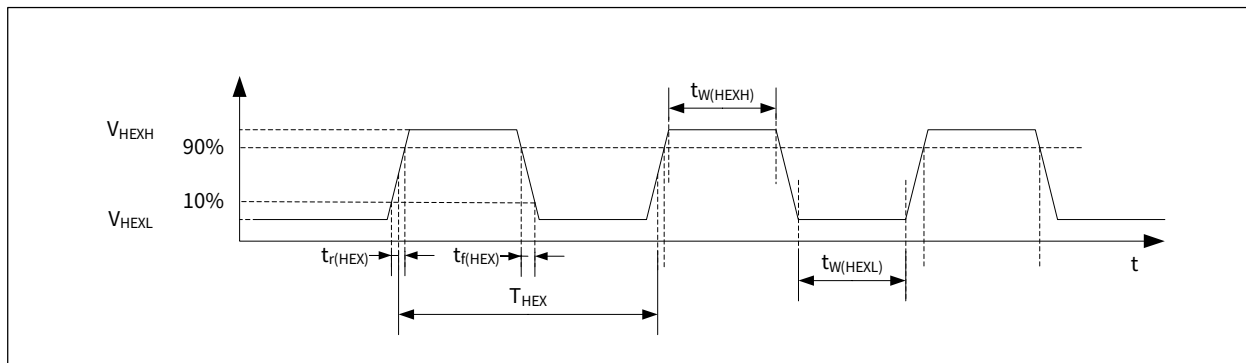 tW(HEXH)
VHEXH
90%
10%
VHEXL
tr(HEX)
tf(HEX)
tW(HEXL)
t
THEX